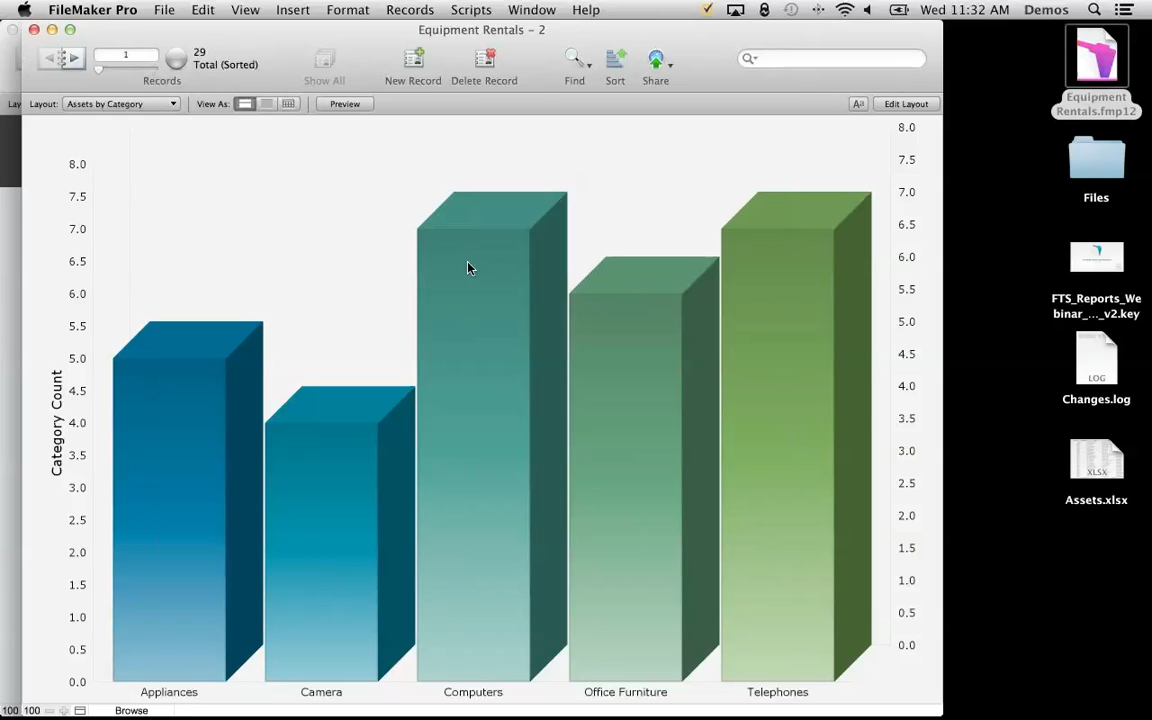 FileMaker Pro File Edit View Insert Format Records Scripts Window Help Wed 11:32 AM Demos
Equipment Rentals – 2
1
29
Total (Sorted)
Records
Show All
New Record
Delete Record
Find
Sort
Share
Lay
Layout: Assets by Category
View As:
Preview
Aa
Edit Layout
8.0
7.5
7.0
6.5
6.0
5.5
5.0
4.5
4.0
3.5
3.0
2.5
2.0
1.5
1.0
0.5
0.0
Category Count
8.0
7.5
7.0
6.5
6.0
5.5
5.0
4.5
4.0
3.5
3.0
2.5
2.0
1.5
1.0
0.5
0.0
Appliances
Camera
Computers
Office Furniture
Telephones
100
100
Browse
Equipment
Rentals.fmp12
Files
FTS_Reports_We
binar_..._v2.key
LOG
Changes.log
XLSX
Assets.xlsx